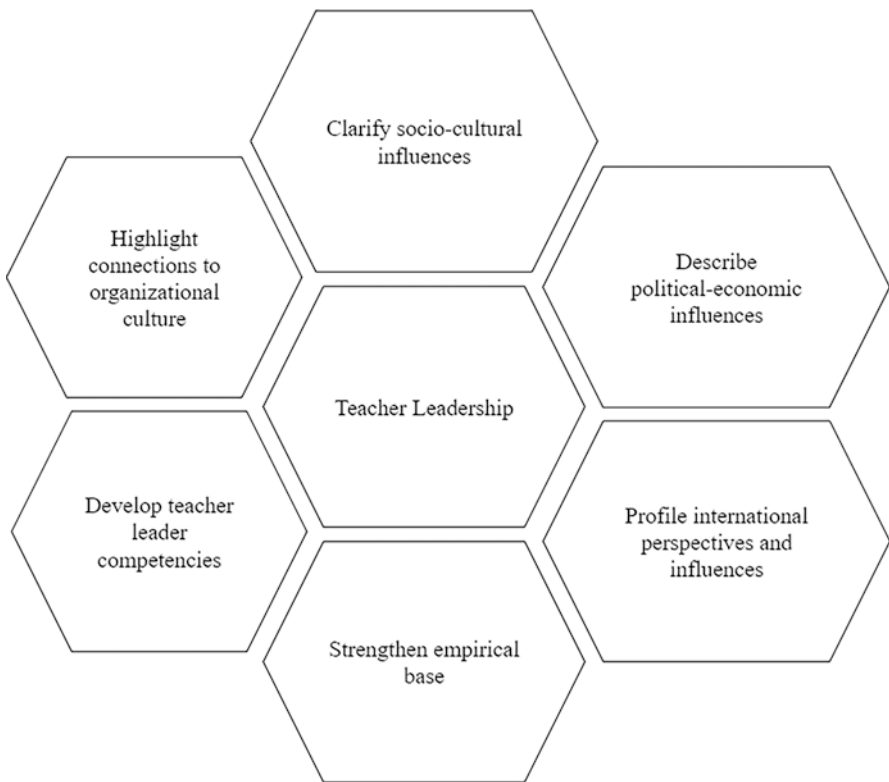 Clarify socio-cultural
influences
Highlight
connections to
organizational
culture
Describe
political-economic
influences
Teacher Leadership
Develop teacher
leader
competencies
Profile international
perspectives and
influences
Strengthen empirical
base